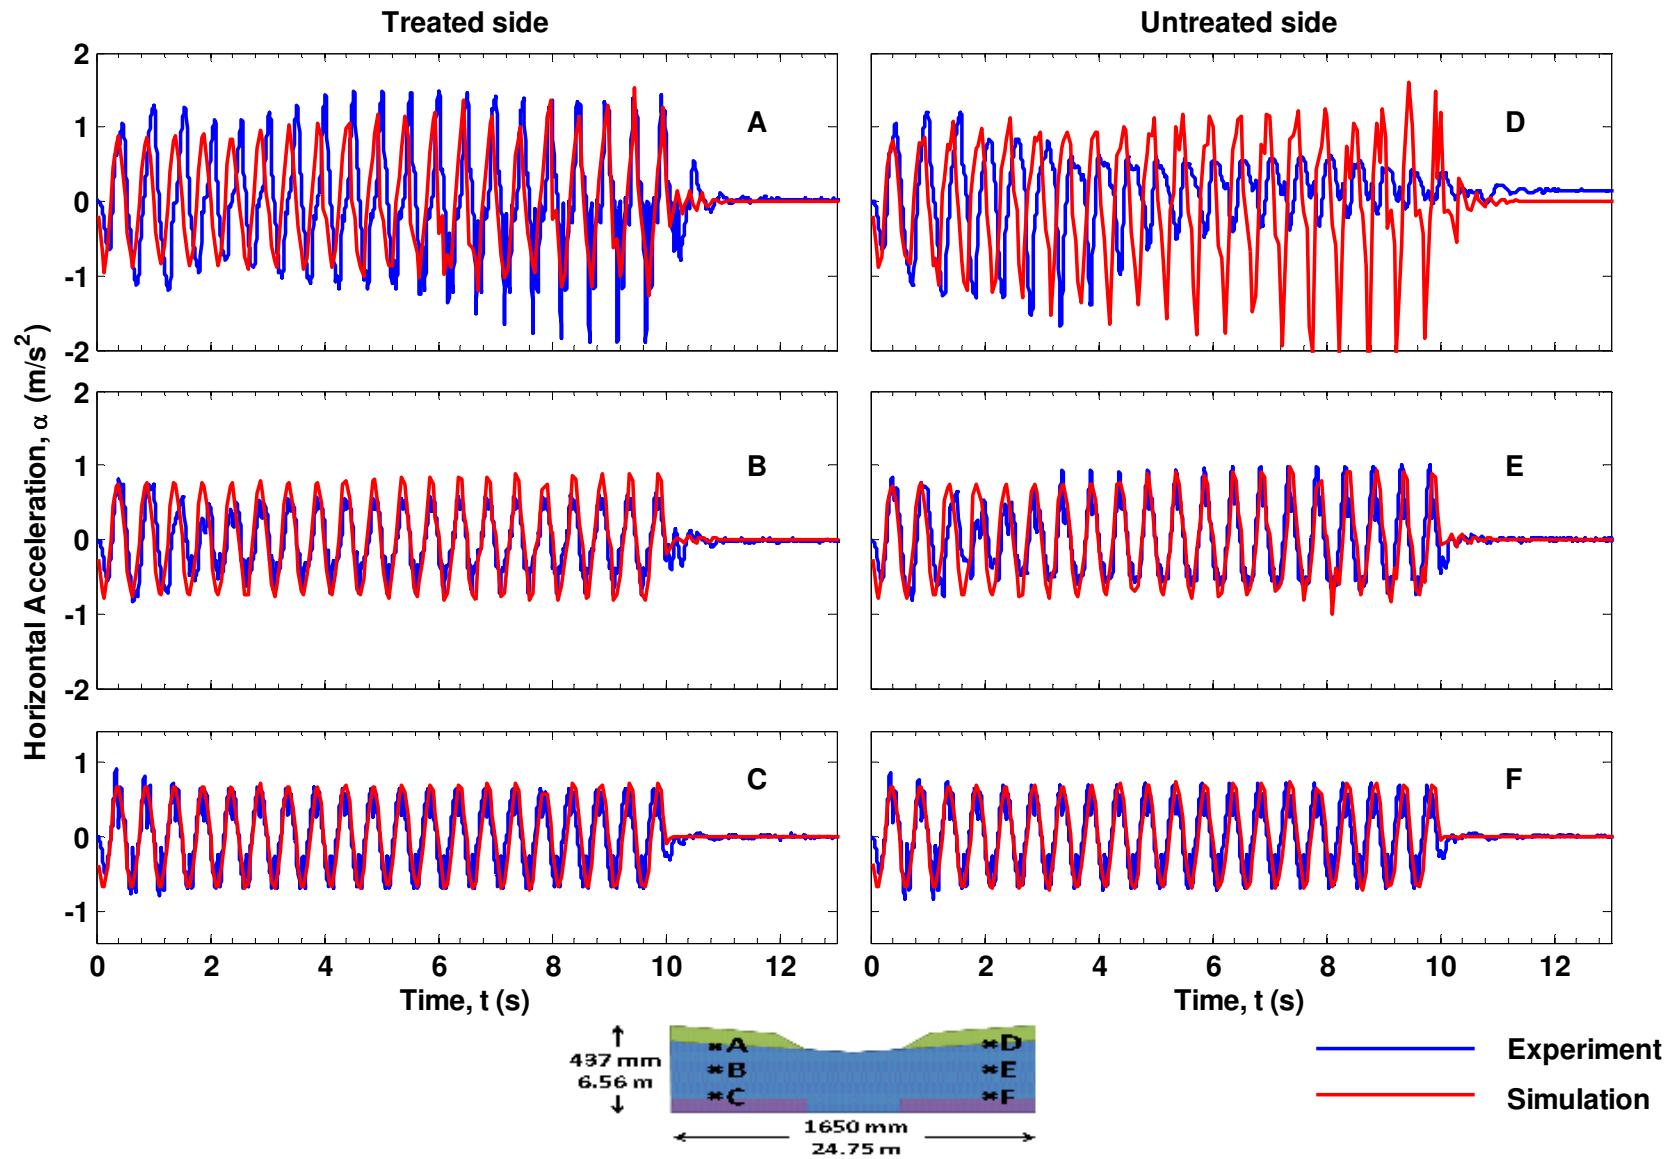 Treated side
Untreated side
Horizontal Acceleration, α (m/s²)
2
1
0
-1
-2
A
D
2
1
0
-1
-2
B
E
1
0
-1
C
F
0 2 4 6 8 10 12
0 2 4 6 8 10 12
Time, t (s)
Time, t (s)
437 mm
6.56 m
A
B
C
D
E
F
1650 mm
24.75 m
Experiment
Simulation